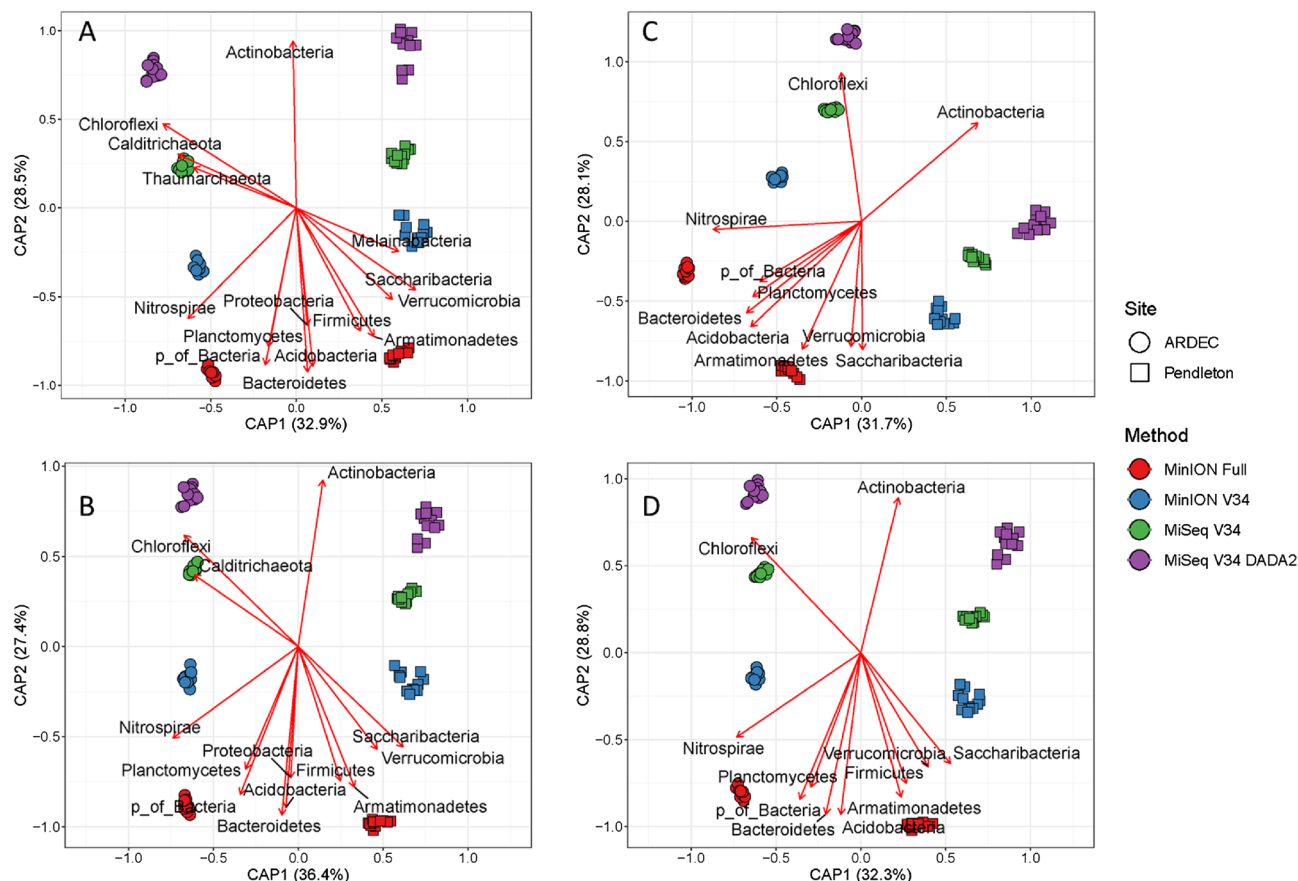 A
1.0
0.5
0.0
−0.5
−1.0
CAP2 (28.5%)
Actinobacteria
Chloroflexi
Calditrichaeota
Thaumarchaeota
Melainabacteria
Saccharibacteria
Verrucomicrobia
Nitrospirae
Proteobacteria
Firmicutes
Planctomycetes
Armatimonadetes
p_of_Bacteria
Acidobacteria
Bacteroidetes
−1.0
−0.5
0.0
0.5
1.0
CAP1 (32.9%)
C
1.0
0.5
0.0
−0.5
−1.0
CAP2 (28.1%)
Chloroflexi
Actinobacteria
Nitrospirae
p_of_Bacteria
Planctomycetes
Bacteroidetes
Acidobacteria
Verrucomicrobia
Armatimonadetes
Saccharibacteria
−1.0
−0.5
0.0
0.5
1.0
CAP1 (31.7%)
Site
ARDEC
Pendleton
Method
MinION Full
MinION V34
MiSeq V34
MiSeq V34 DADA2
B
1.0
0.5
0.0
−0.5
−1.0
CAP2 (27.4%)
Actinobacteria
Chloroflexi
Calditrichaeota
Nitrospirae
Saccharibacteria
Proteobacteria
Verrucomicrobia
Planctomycetes
Firmicutes
Acidobacteria
p_of_Bacteria
Armatimonadetes
Bacteroidetes
−1.0
−0.5
0.0
0.5
1.0
CAP1 (36.4%)
D
1.0
0.5
0.0
−0.5
−1.0
CAP2 (28.8%)
Actinobacteria
Chloroflexi
Nitrospirae
Verrucomicrobia
Saccharibacteria
Planctomycetes
Firmicutes
p_of_Bacteria
Armatimonadetes
Bacteroidetes
Acidobacteria
−1.0
−0.5
0.0
0.5
1.0
CAP1 (32.3%)